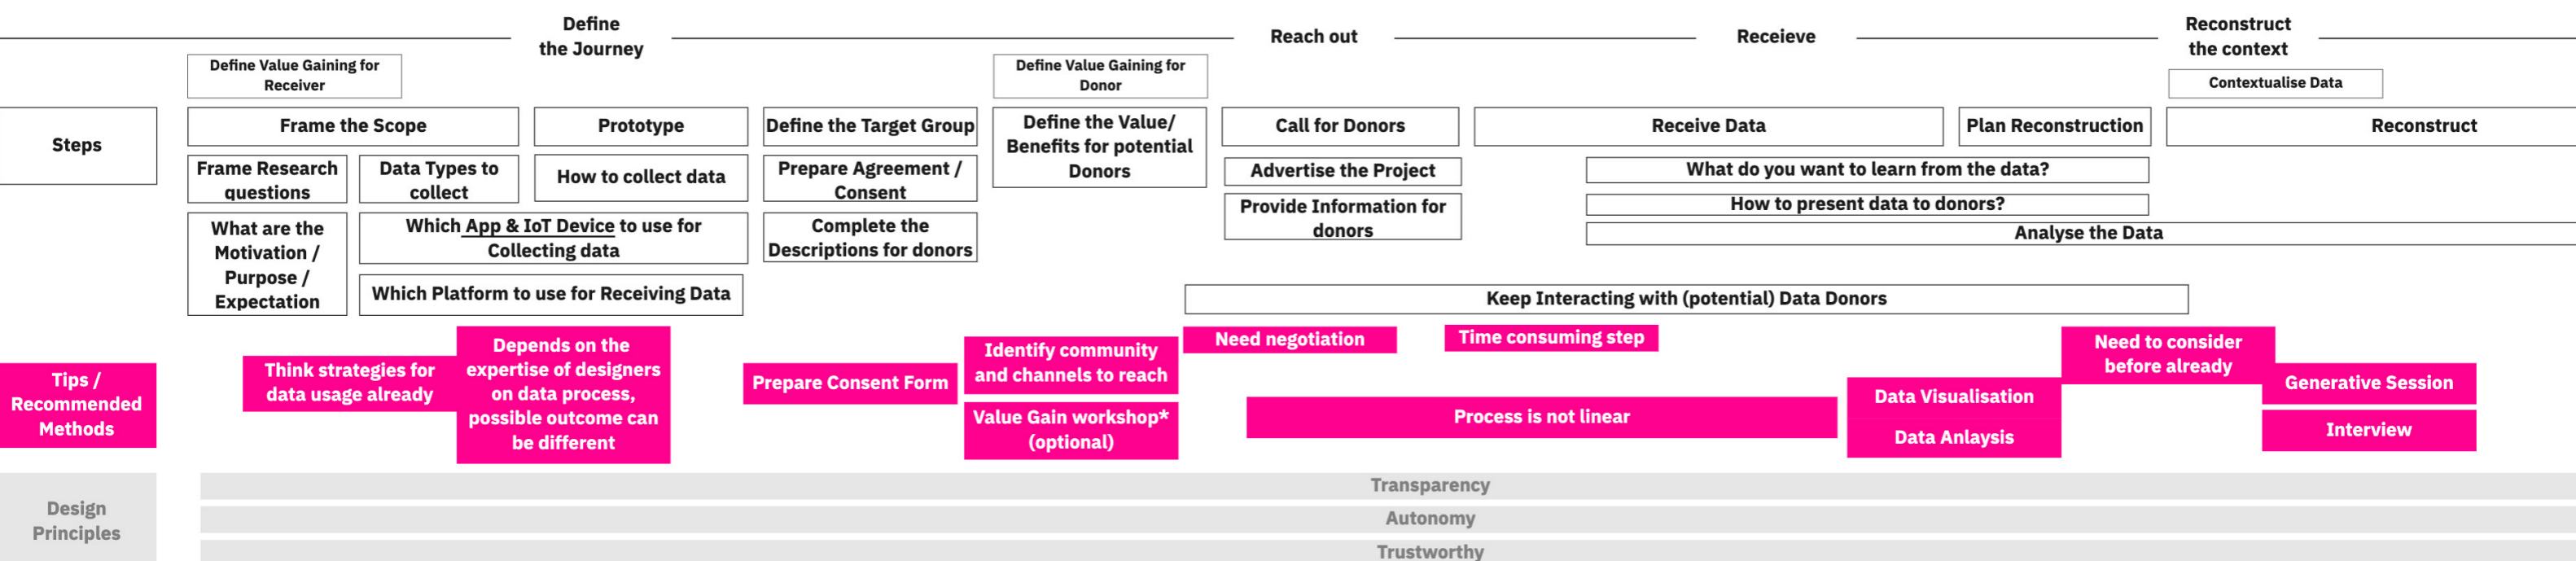 Define
the Journey
Reach out
Receieve
Reconstruct
the context
Define Value Gaining for
Receiver
Define Value Gaining for
Donor
Contextualise Data
Steps
Frame the Scope
Prototype
Define the Target Group
Define the Value/
Benefits for potential
Donors
Call for Donors
Receive Data
Plan Reconstruction
Reconstruct
Frame Research
questions
Data Types to
collect
How to collect data
Prepare Agreement /
Consent
Advertise the Project
What do you want to learn from the data?
What are the
Motivation /
Purpose /
Expectation
Which App & IoT Device to use for
Collecting data
Complete the
Descriptions for donors
Provide Information for
donors
How to present data to donors?
Analyse the Data
Which Platform to use for Receiving Data
Keep Interacting with (potential) Data Donors
Tips /
Recommended
Methods
Think strategies for
data usage already
Depends on the
expertise of designers
on data process,
possible outcome can
be different
Prepare Consent Form
Identify community
and channels to reach
Value Gain workshop*
(optional)
Need negotiation
Time consuming step
Process is not linear
Data Visualisation
Data Anlaysis
Need to consider
before already
Generative Session
Interview
Design
Principles
Transparency
Autonomy
Trustworthy